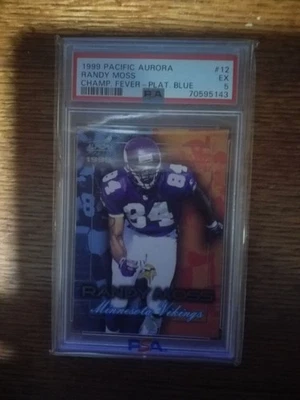 1999 PACIFIC AURORA #12
RANDY MOSS EX
CHAMP. FEVER - PLAT. BLUE 5
PSA 70595143
84
84
RANDY MOSS
Minnesota Vikings
PSA